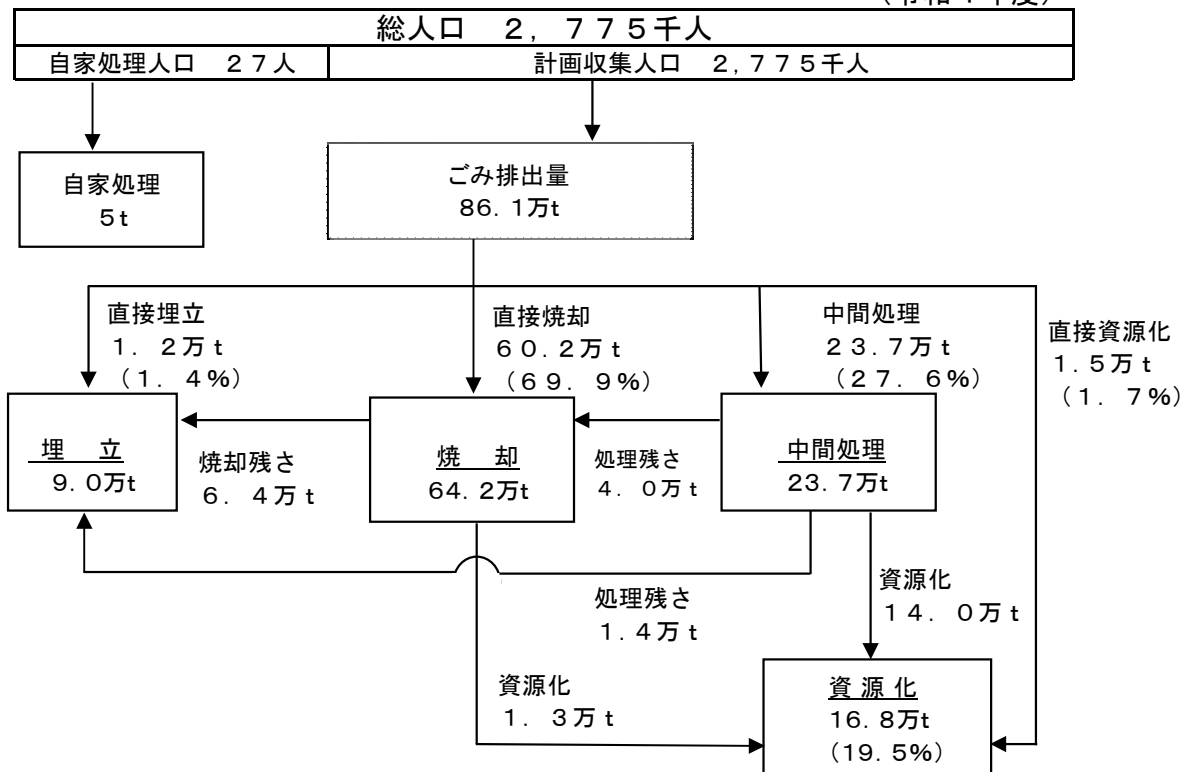 総人口　２，７７５千人
自家処理人口　２７人
計画収集人口　２，７７５千人
自家処理
５ｔ
ごみ排出量
86.1万t
直接埋立
１．２万ｔ
（１．４％）
直接焼却
６０.２万ｔ
（６９．９％）
中間処理
２３.７万ｔ
（２７．６％）
直接資源化
１.５万ｔ
（１．７％）
埋　立
９.０万t
焼却残さ
６．４万ｔ
焼　却
64.2万t
処理残さ
４．０万ｔ
中間処理
23.7万t
処理残さ
１.４万ｔ
資源化
１４．０万ｔ
資源化
１．３万ｔ
資 源 化
16.8万t
(19.5%)